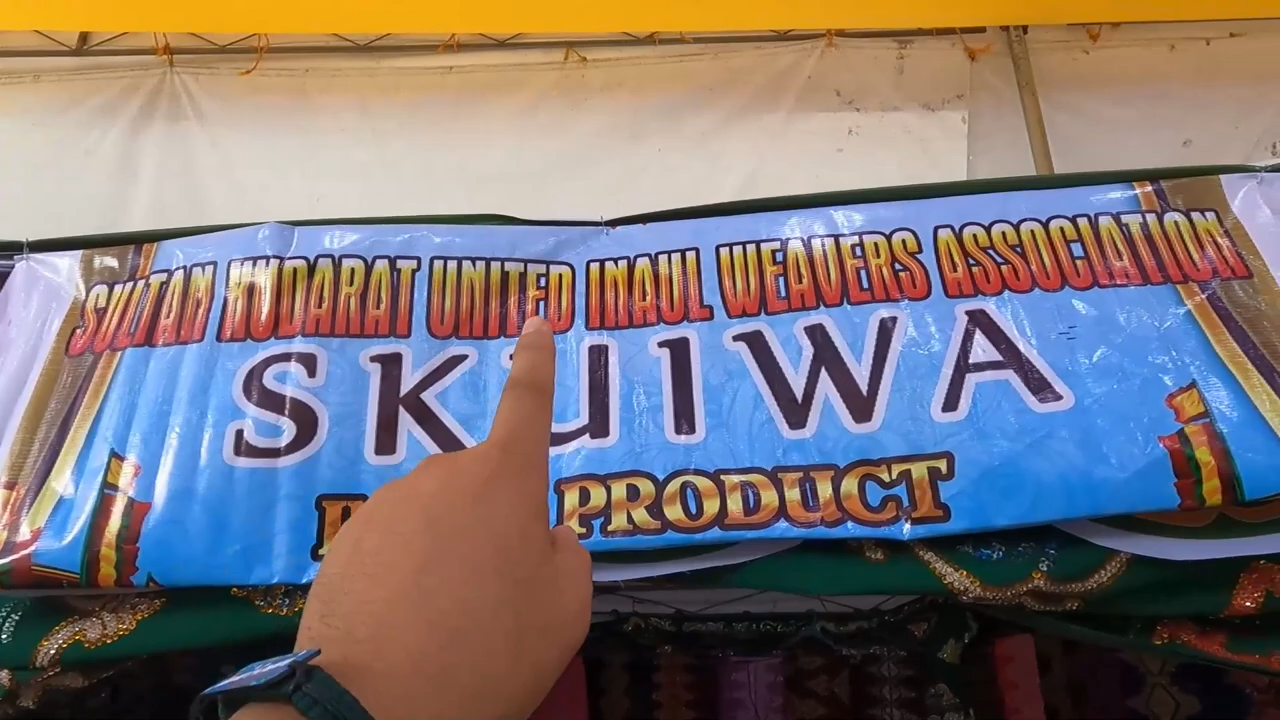 SULTAN KUDARAT UNITED INAUL WEAVERS ASSOCIATION
SKUIWA
PRODUCT